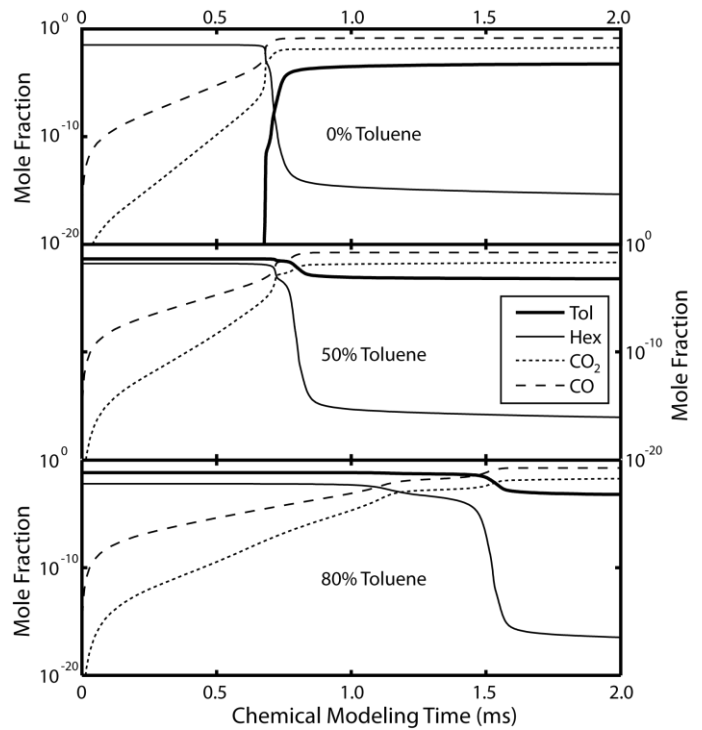 0 0.5 1.0 1.5 2.0
10^0
Mole Fraction
10^-10
0% Toluene
10^-20
10^0
Tol
Hex
CO₂
CO
50% Toluene
10^-10
Mole Fraction
10^0
10^-20
Mole Fraction
10^-10
80% Toluene
10^-20
0 0.5 1.0 1.5 2.0
Chemical Modeling Time (ms)